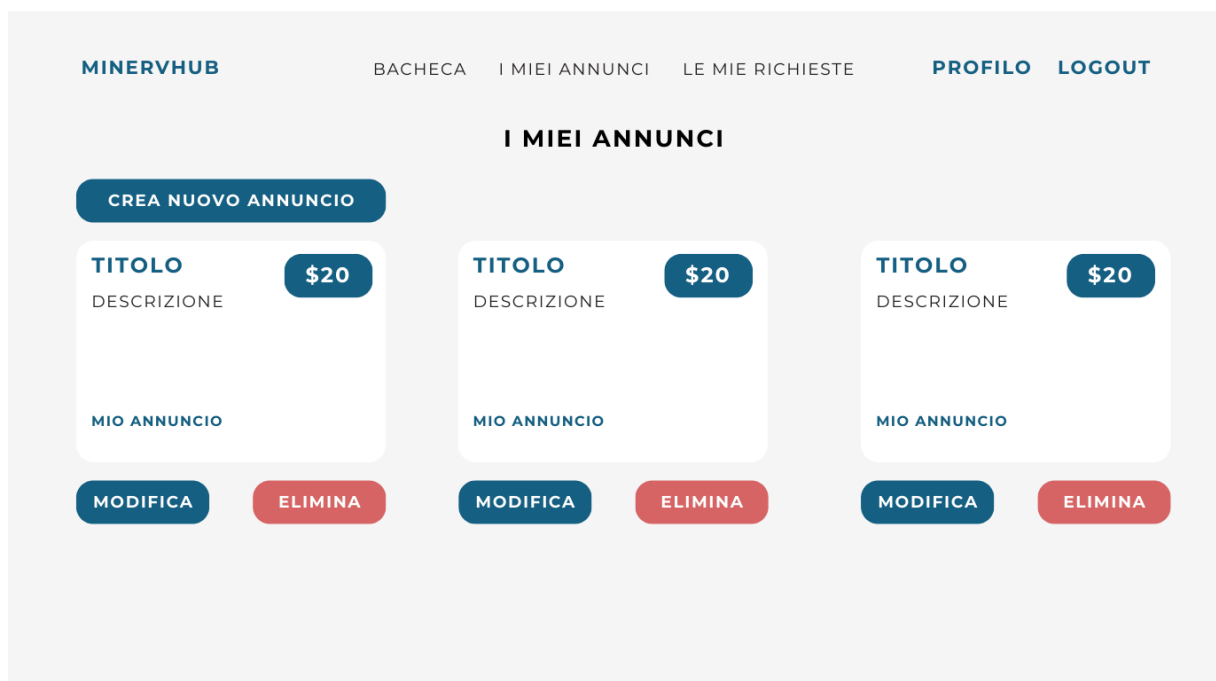 MINERVHUB BACHECA I MIEI ANNUNCI LE MIE RICHIESTE PROFILO LOGOUT
I MIEI ANNUNCI
CREA NUOVO ANNUNCIO
TITOLO $20
DESCRIZIONE
MIO ANNUNCIO
MODIFICA ELIMINA
TITOLO $20
DESCRIZIONE
MIO ANNUNCIO
MODIFICA ELIMINA
TITOLO $20
DESCRIZIONE
MIO ANNUNCIO
MODIFICA ELIMINA